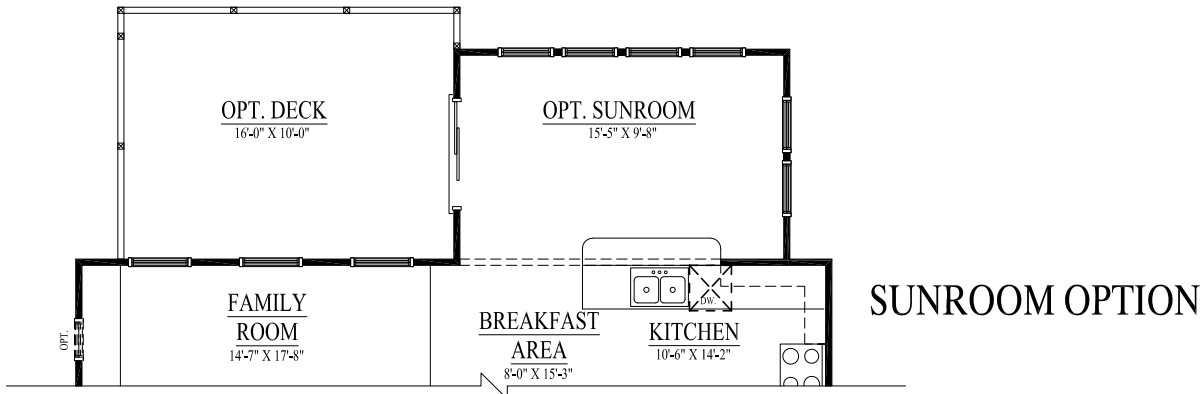 OPT. DECK
16'-0" X 10'-0"
OPT. SUNROOM
15'-5" X 9'-8"
FAMILY
ROOM
14'-7" X 17'-8"
BREAKFAST
AREA
8'-0" X 15'-3"
KITCHEN
10'-6" X 14'-2"
DW.
OPT.
SUNROOM OPTION